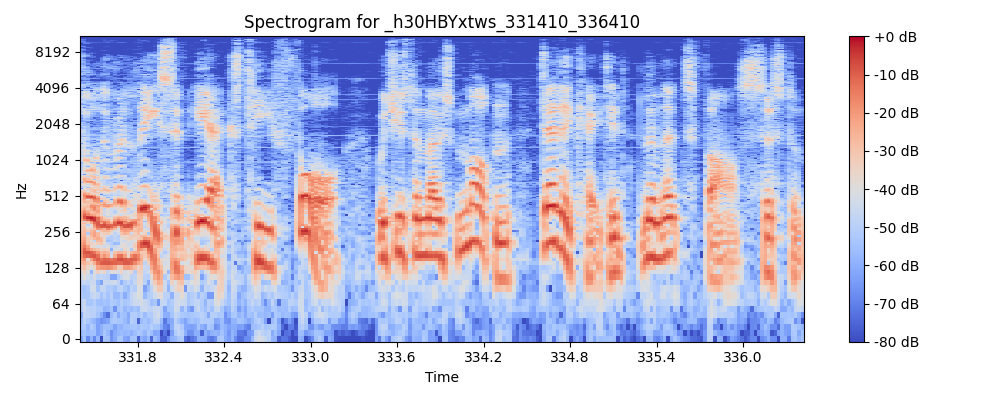 Spectrogram for _h30HBYxtws_331410_336410
8192
4096
2048
1024
512
256
128
64
0
Hz
331.8 332.4 333.0 333.6 334.2 334.8 335.4 336.0
Time
+0 dB
-10 dB
-20 dB
-30 dB
-40 dB
-50 dB
-60 dB
-70 dB
-80 dB